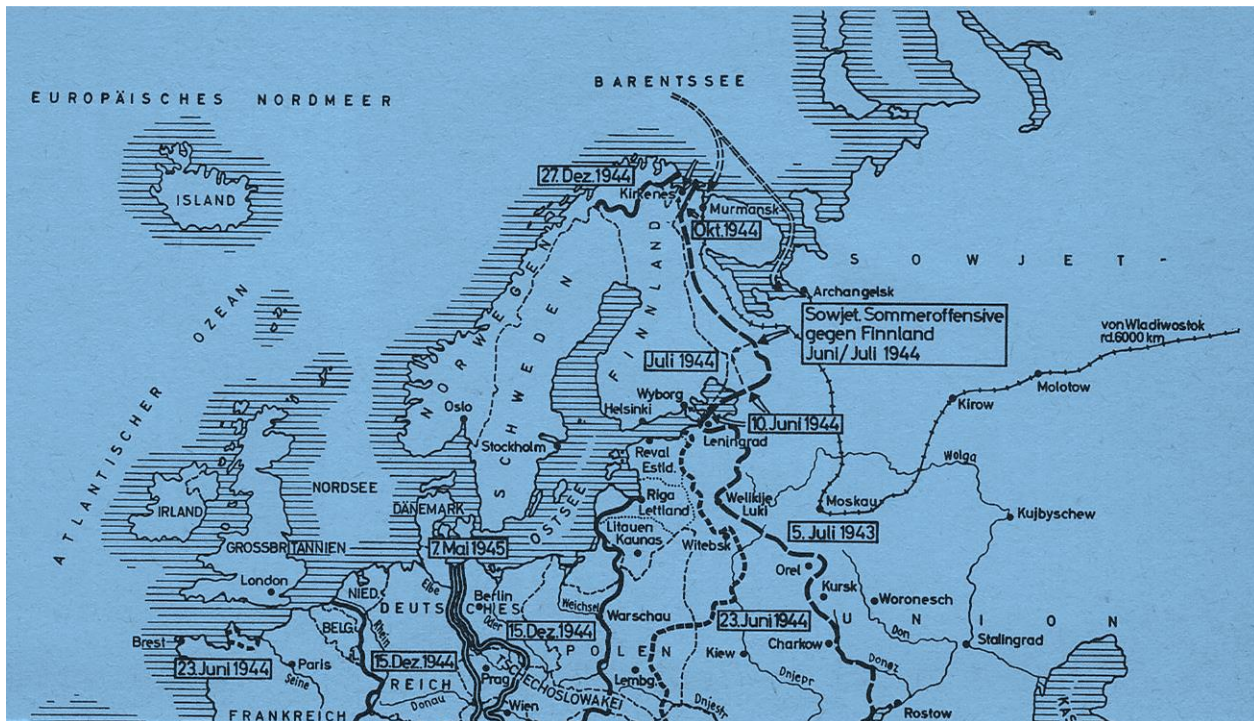 BARENTSSEE
EUROPÄISCHES NORDMEER
27. Dez. 1944
Kirkenes
ISLAND
Murmansk
Okt. 1944
SOWJET-
Archangelsk
Sowjet. Sommeroffensive
gegen Finnland
Juni/Juli 1944
von Wladiwostok
rd. 6000 km
ATLANTISCHER OZEAN
NORWEGEN
SCHWEDEN
FINNLAND
Juli 1944
Molotow
Wyborg
Kirow
Oslo
Helsinki
10. Juni 1944
Stockholm
Leningrad
Reval
Estld.
Wolga
NORDSEE
Riga
Lettland
Welikije
Luki
Moskau
IRLAND
DÄNEMARK
OSTSEE
Kujbyschew
Litauen
Kaunas
Witebsk
5. Juli 1943
GROSSBRITANNIEN
7. Mai 1945
London
Orel
NIED.
Elbe
Berlin
Kursk
Woronesch
DEUTSCHES
Oder
Weichsel
Warschau
23. Juni 1944
UNION
BELG.
Rhein
15. Dez. 1944
Don
Brest
Stalingrad
23. Juni 1944
Paris
Seine
15. Dez. 1944
POLEN
Kiew
Charkow
REICH
Prag
TSCHECHOSLOWAKEI
Lembg.
Dnjepr
Donez
FRANKREICH
Donau
Wien
Dnjestr
Rostow